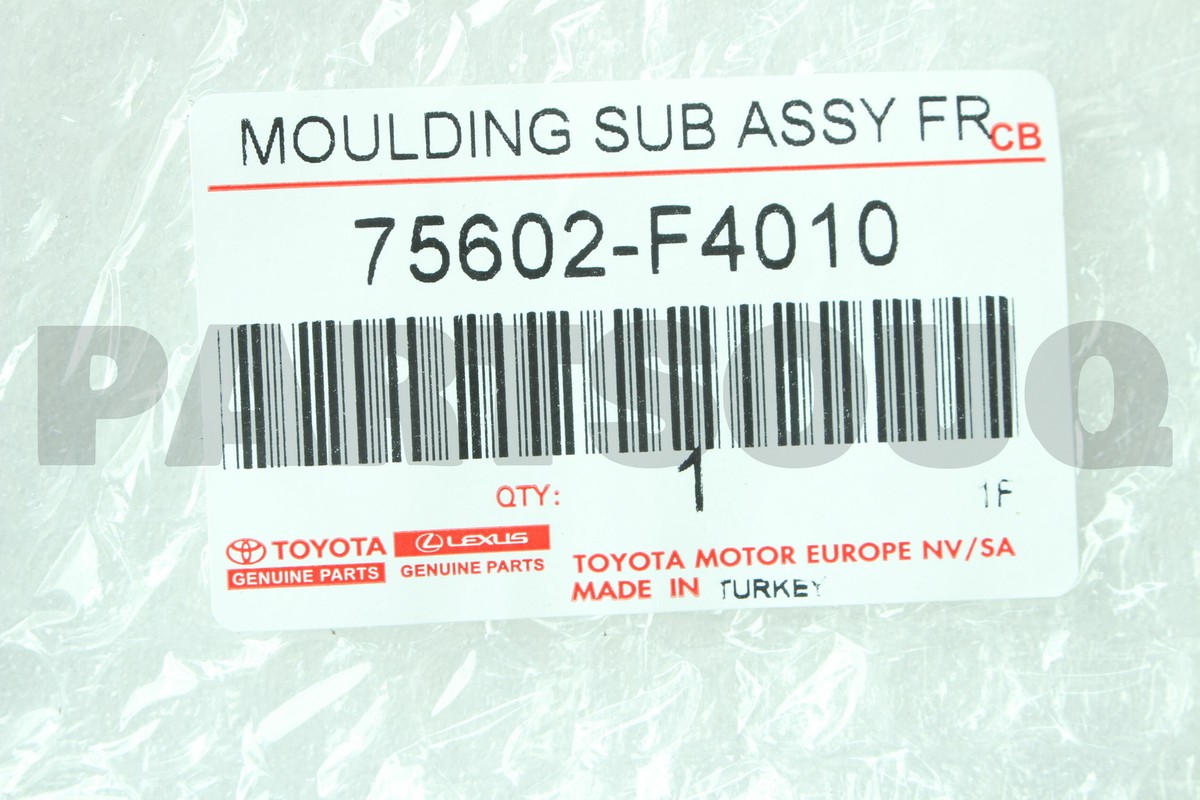 MOULDING SUB ASSY FR CB
75602-F4010
PARTSOUQ
QTY: 1 1F
TOYOTA LEXUS
GENUINE PARTS GENUINE PARTS
TOYOTA MOTOR EUROPE NV/SA
MADE IN TURKEY